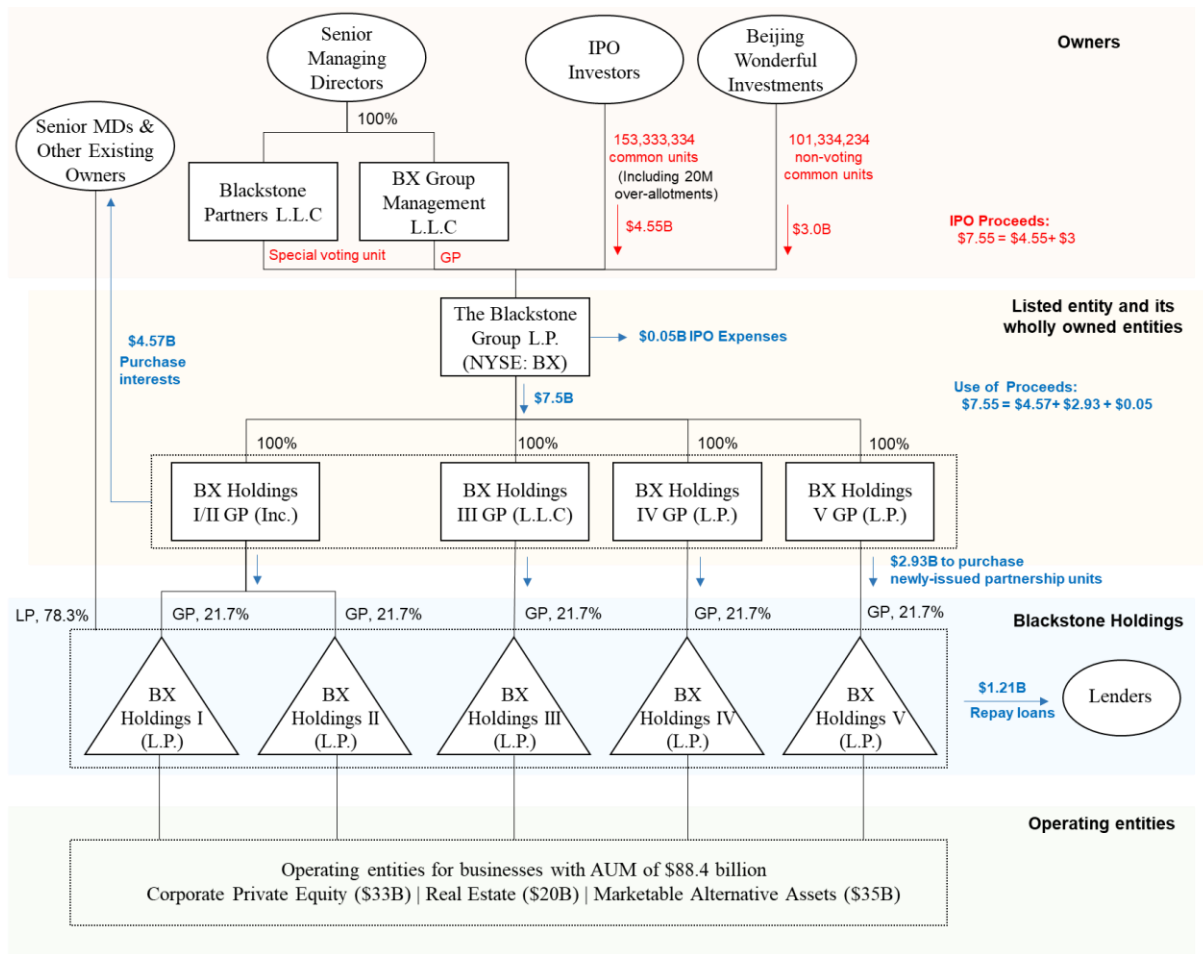 Senior
Managing
Directors
IPO
Investors
Beijing
Wonderful
Investments
Owners
Senior MDs &
Other Existing
Owners
100%
Blackstone
Partners L.L.C
BX Group
Management
L.L.C
153,333,334
common units
(Including 20M
over-allotments)
$4.55B
101,334,234
non-voting
common units
$3.0B
IPO Proceeds:
$7.55 = $4.55+ $3
Special voting unit
GP
The Blackstone
Group L.P.
(NYSE: BX)
$0.05B IPO Expenses
Listed entity and its
wholly owned entities
$4.57B
Purchase
interests
$7.5B
Use of Proceeds:
$7.55 = $4.57+ $2.93 + $0.05
100%
100%
100%
100%
BX Holdings
I/II GP (Inc.)
BX Holdings
III GP (L.L.C)
BX Holdings
IV GP (L.P.)
BX Holdings
V GP (L.P.)
$2.93B to purchase
newly-issued partnership units
LP, 78.3%
GP, 21.7%
GP, 21.7%
GP, 21.7%
GP, 21.7%
GP, 21.7%
Blackstone Holdings
BX
Holdings I
(L.P.)
BX
Holdings II
(L.P.)
BX
Holdings III
(L.P.)
BX
Holdings IV
(L.P.)
BX
Holdings V
(L.P.)
$1.21B
Repay loans
Lenders
Operating entities
Operating entities for businesses with AUM of $88.4 billion
Corporate Private Equity ($33B) | Real Estate ($20B) | Marketable Alternative Assets ($35B)